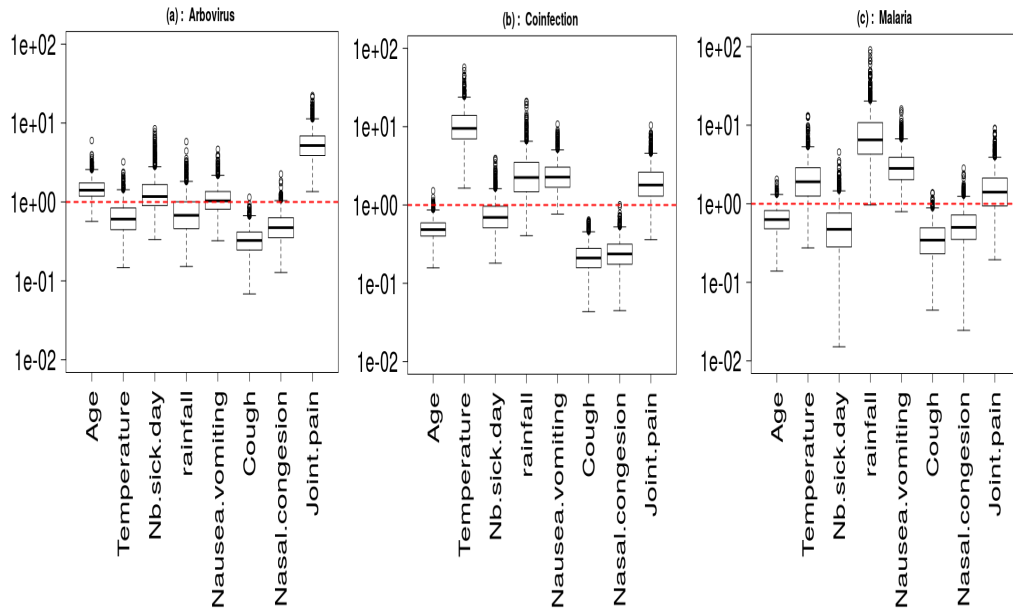 (a) : Arbovirus
1e+02
1e+01
1e+00
1e-01
1e-02
Age
Temperature
Nb.sick.day
rainfall
Nausea.vomiting
Cough
Nasal.congesion
Joint.pain
(b) : Coinfection
1e+02
1e+01
1e+00
1e-01
1e-02
Age
Temperature
Nb.sick.day
rainfall
Nausea.vomiting
Cough
Nasal.congesion
Joint.pain
(c) : Malaria
1e+02
1e+01
1e+00
1e-01
1e-02
Age
Temperature
Nb.sick.day
rainfall
Nausea.vomiting
Cough
Nasal.congesion
Joint.pain